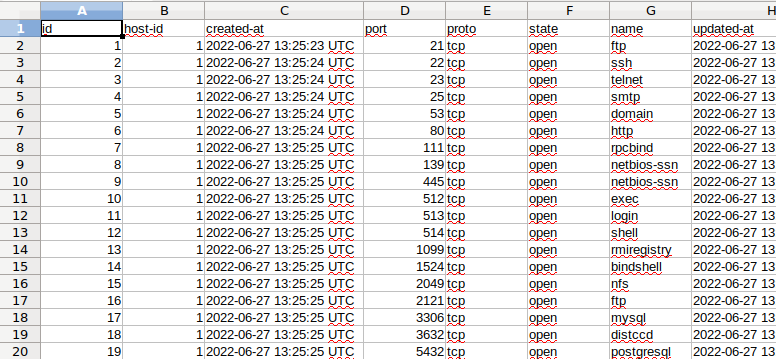 A B C D E F G H
1 id host-id created-at port proto state name updated-at
2 1 1 2022-06-27 13:25:23 UTC 21 tcp open ftp 2022-06-27 13
3 2 1 2022-06-27 13:25:24 UTC 22 tcp open ssh 2022-06-27 13
4 3 1 2022-06-27 13:25:24 UTC 23 tcp open telnet 2022-06-27 13
5 4 1 2022-06-27 13:25:24 UTC 25 tcp open smtp 2022-06-27 13
6 5 1 2022-06-27 13:25:24 UTC 53 tcp open domain 2022-06-27 13
7 6 1 2022-06-27 13:25:24 UTC 80 tcp open http 2022-06-27 13
8 7 1 2022-06-27 13:25:25 UTC 111 tcp open rpcbind 2022-06-27 13
9 8 1 2022-06-27 13:25:25 UTC 139 tcp open netbios-ssn 2022-06-27 13
10 9 1 2022-06-27 13:25:25 UTC 445 tcp open netbios-ssn 2022-06-27 13
11 10 1 2022-06-27 13:25:25 UTC 512 tcp open exec 2022-06-27 13
12 11 1 2022-06-27 13:25:25 UTC 513 tcp open login 2022-06-27 13
13 12 1 2022-06-27 13:25:25 UTC 514 tcp open shell 2022-06-27 13
14 13 1 2022-06-27 13:25:25 UTC 1099 tcp open rmiregistry 2022-06-27 13
15 14 1 2022-06-27 13:25:25 UTC 1524 tcp open bindshell 2022-06-27 13
16 15 1 2022-06-27 13:25:25 UTC 2049 tcp open nfs 2022-06-27 13
17 16 1 2022-06-27 13:25:25 UTC 2121 tcp open ftp 2022-06-27 13
18 17 1 2022-06-27 13:25:25 UTC 3306 tcp open mysql 2022-06-27 13
19 18 1 2022-06-27 13:25:25 UTC 3632 tcp open distccd 2022-06-27 13
20 19 1 2022-06-27 13:25:25 UTC 5432 tcp open postgresql 2022-06-27 13